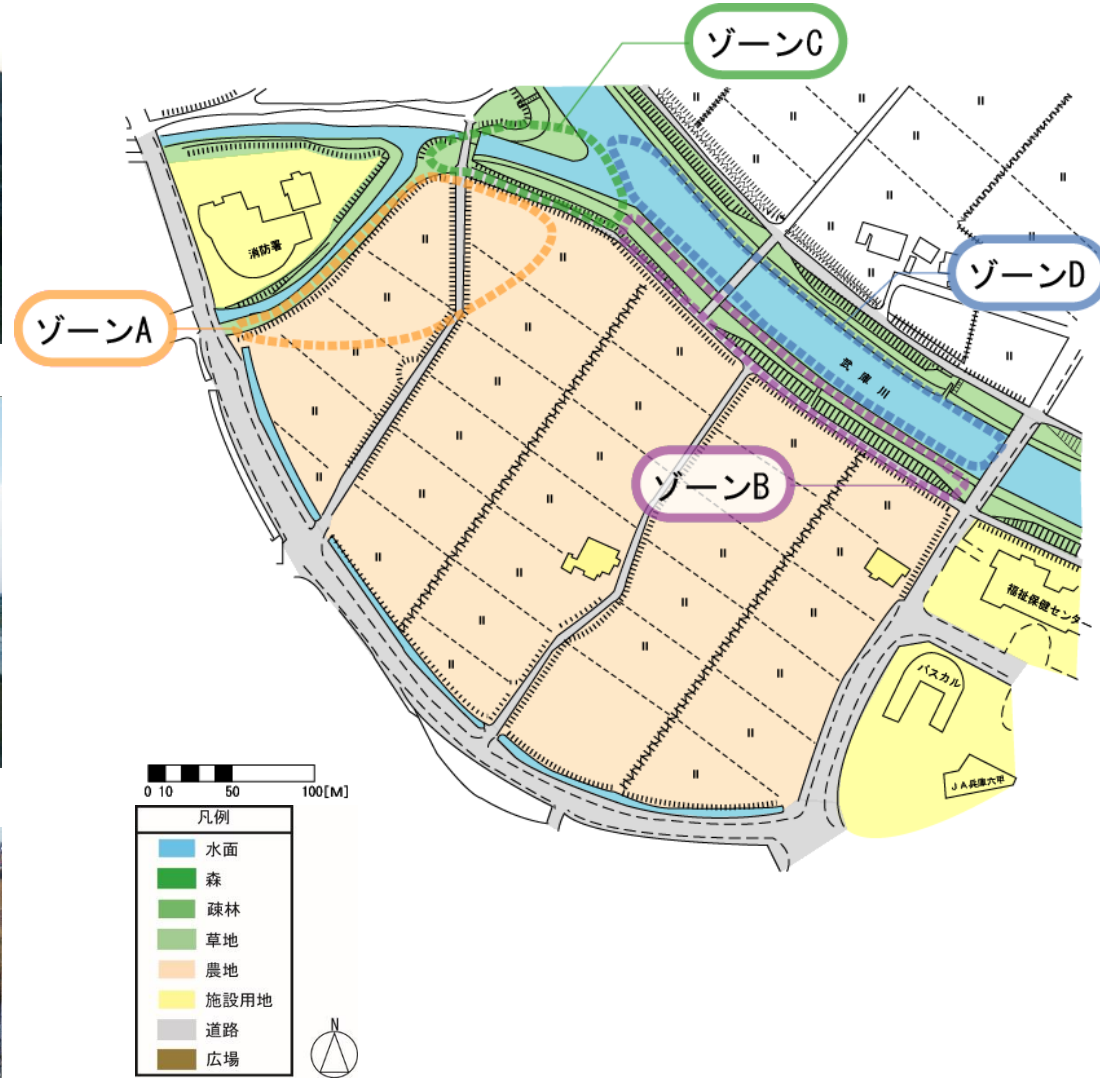 ゾーンC
ゾーンD
消防署
ゾーンA
武庫川
ゾーンB
福祉保健センター
パスカル
JA兵庫六甲
0 10 50 100[M]
凡例
水面
森
疎林
草地
農地
施設用地
道路
広場
N